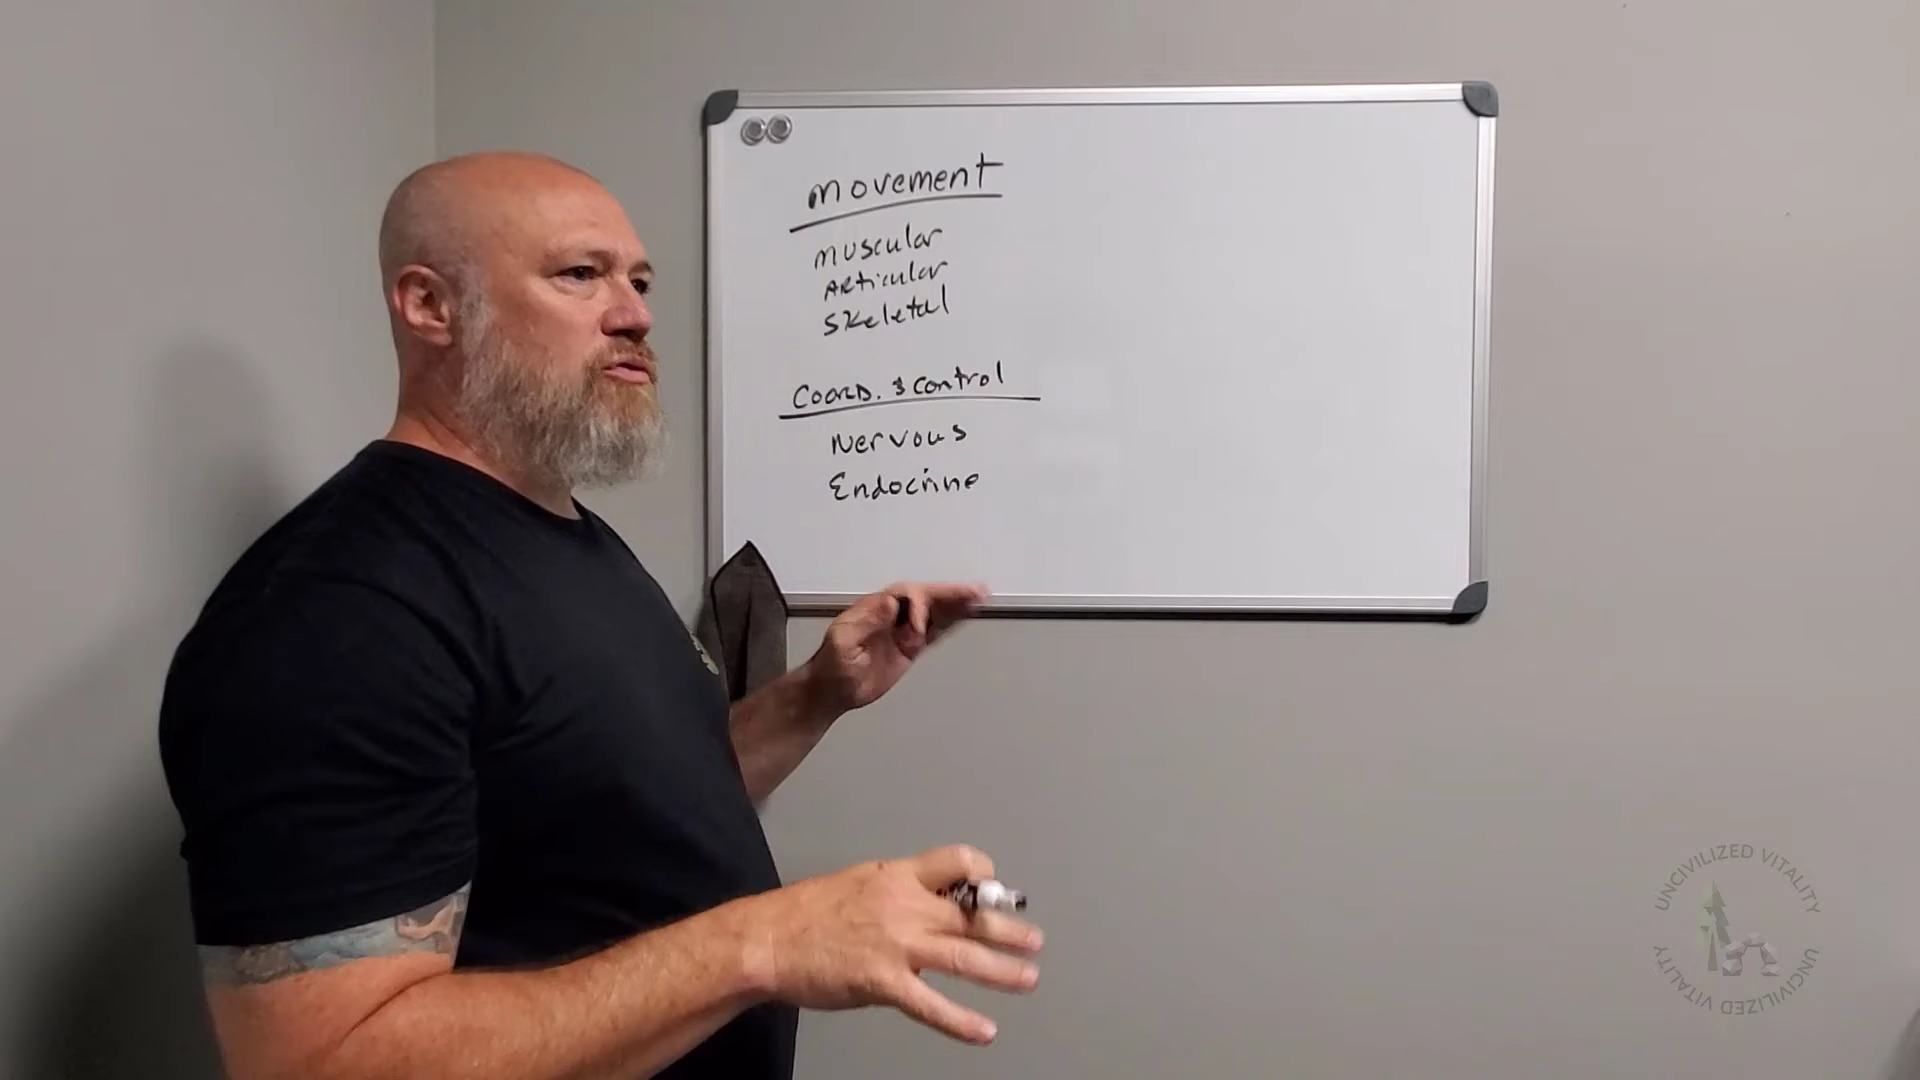 Movement
Muscular
Articular
Skeletal
Coord. & Control
Nervous
Endocrine
UNCIVILIZED VITALITY
UNCIVILIZED VITALITY